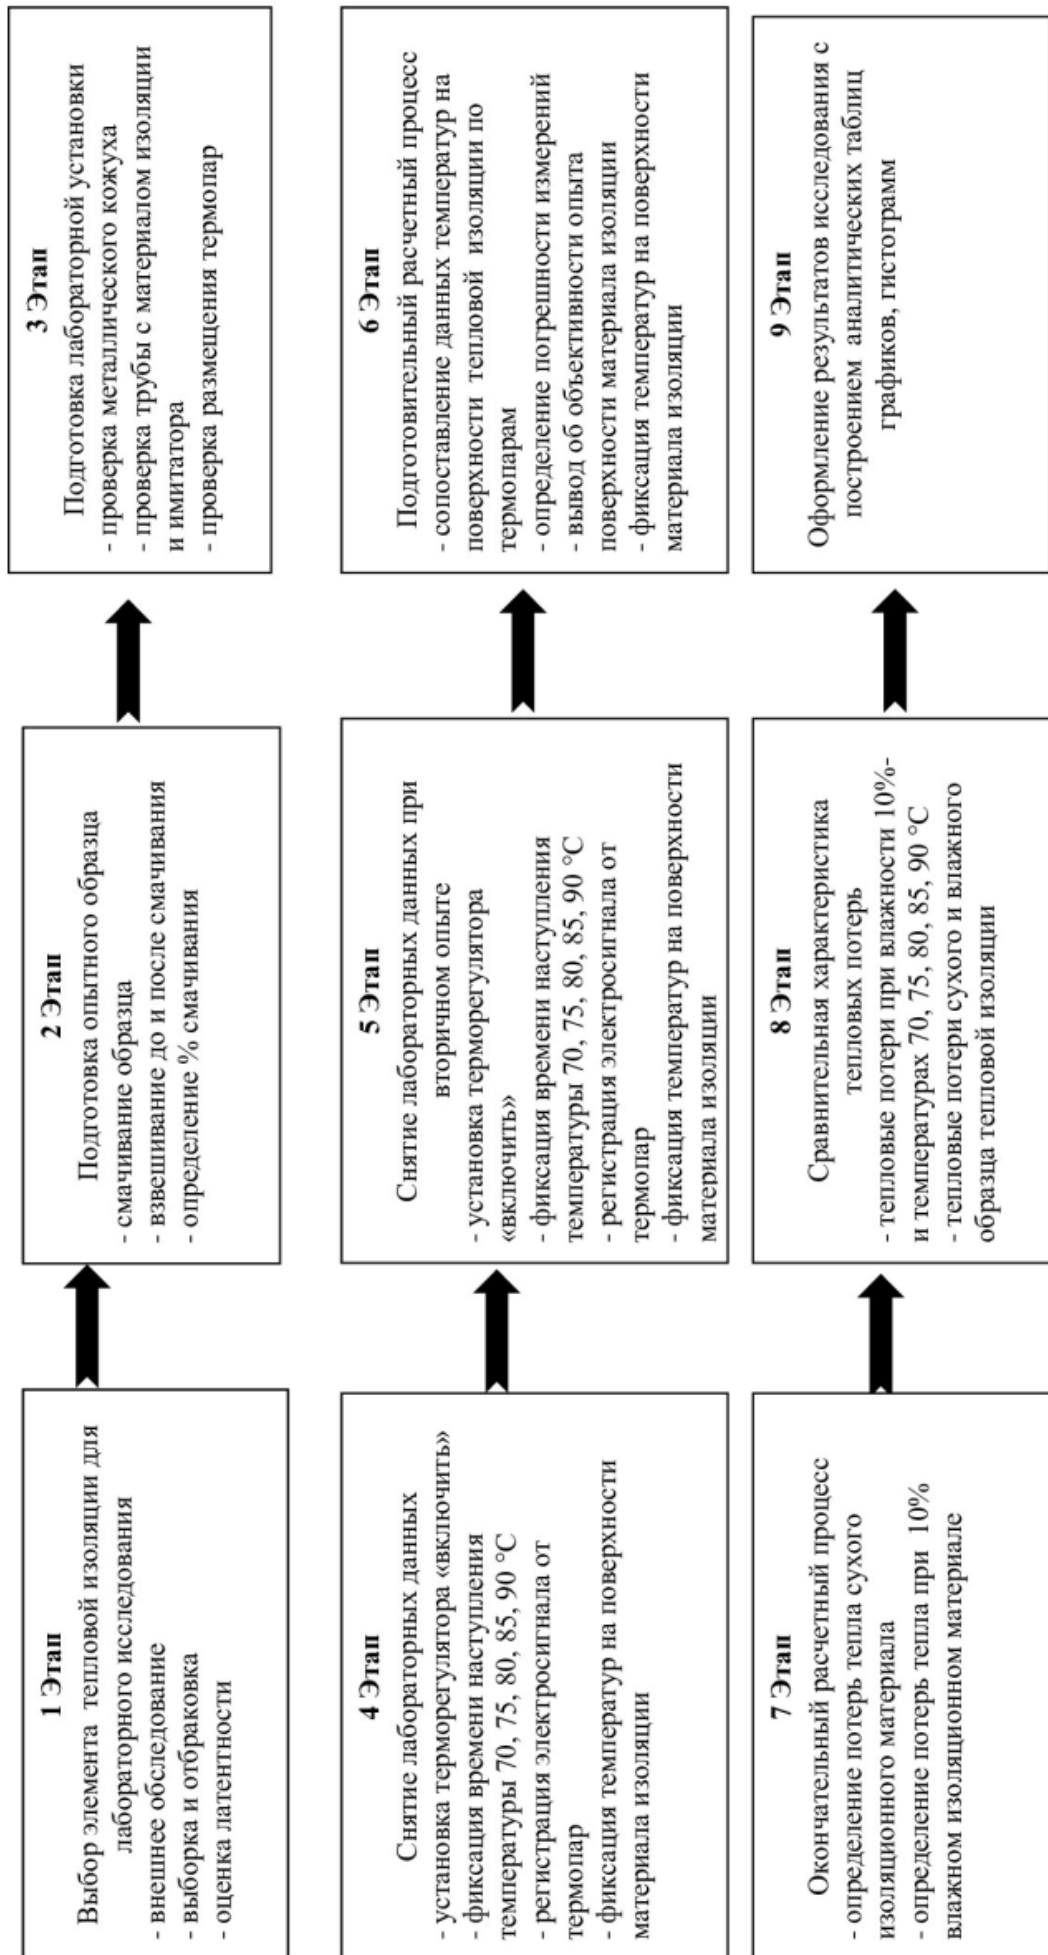 1 Этап
Выбор элемента тепловой изоляции для
лабораторного исследования
- внешнее обследование
- выборка и отбраковка
- оценка латентности
2 Этап
Подготовка опытного образца
- смачивание образца
- взвешивание до и после смачивания
- определение % смачивания
3 Этап
Подготовка лабораторной установки
- проверка металлического кожуха
- проверка трубы с материалом изоляции
и имитатора
- проверка размещения термопар
4 Этап
Снятие лабораторных данных
- установка терморегулятора «включить»
- фиксация времени наступления
температуры 70, 75, 80, 85, 90 °С
- регистрация электросигнала от
термопар
- фиксация температур на поверхности
материала изоляции
5 Этап
Снятие лабораторных данных при
вторичном опыте
- установка терморегулятора
«включить»
- фиксация времени наступления
температуры 70, 75, 80, 85, 90 °С
- регистрация электросигнала от
термопар
- фиксация температур на поверхности
материала изоляции
6 Этап
Подготовительный расчетный процесс
- сопоставление данных температур на
поверхности тепловой изоляции по
термопарам
- определение погрешности измерений
- вывод об объективности опыта
поверхности материала изоляции
- фиксация температур на поверхности
материала изоляции
7 Этап
Окончательный расчетный процесс
- определение потерь тепла сухого
изоляционного материала
- определение потерь тепла при 10%
влажном изоляционном материале
8 Этап
Сравнительная характеристика
тепловых потерь
- тепловые потери при влажности 10%-
и температурах 70, 75, 80, 85, 90 °С
- тепловые потери сухого и влажного
образца тепловой изоляции
9 Этап
Оформление результатов исследования с
построением аналитических таблиц
графиков, гистограмм